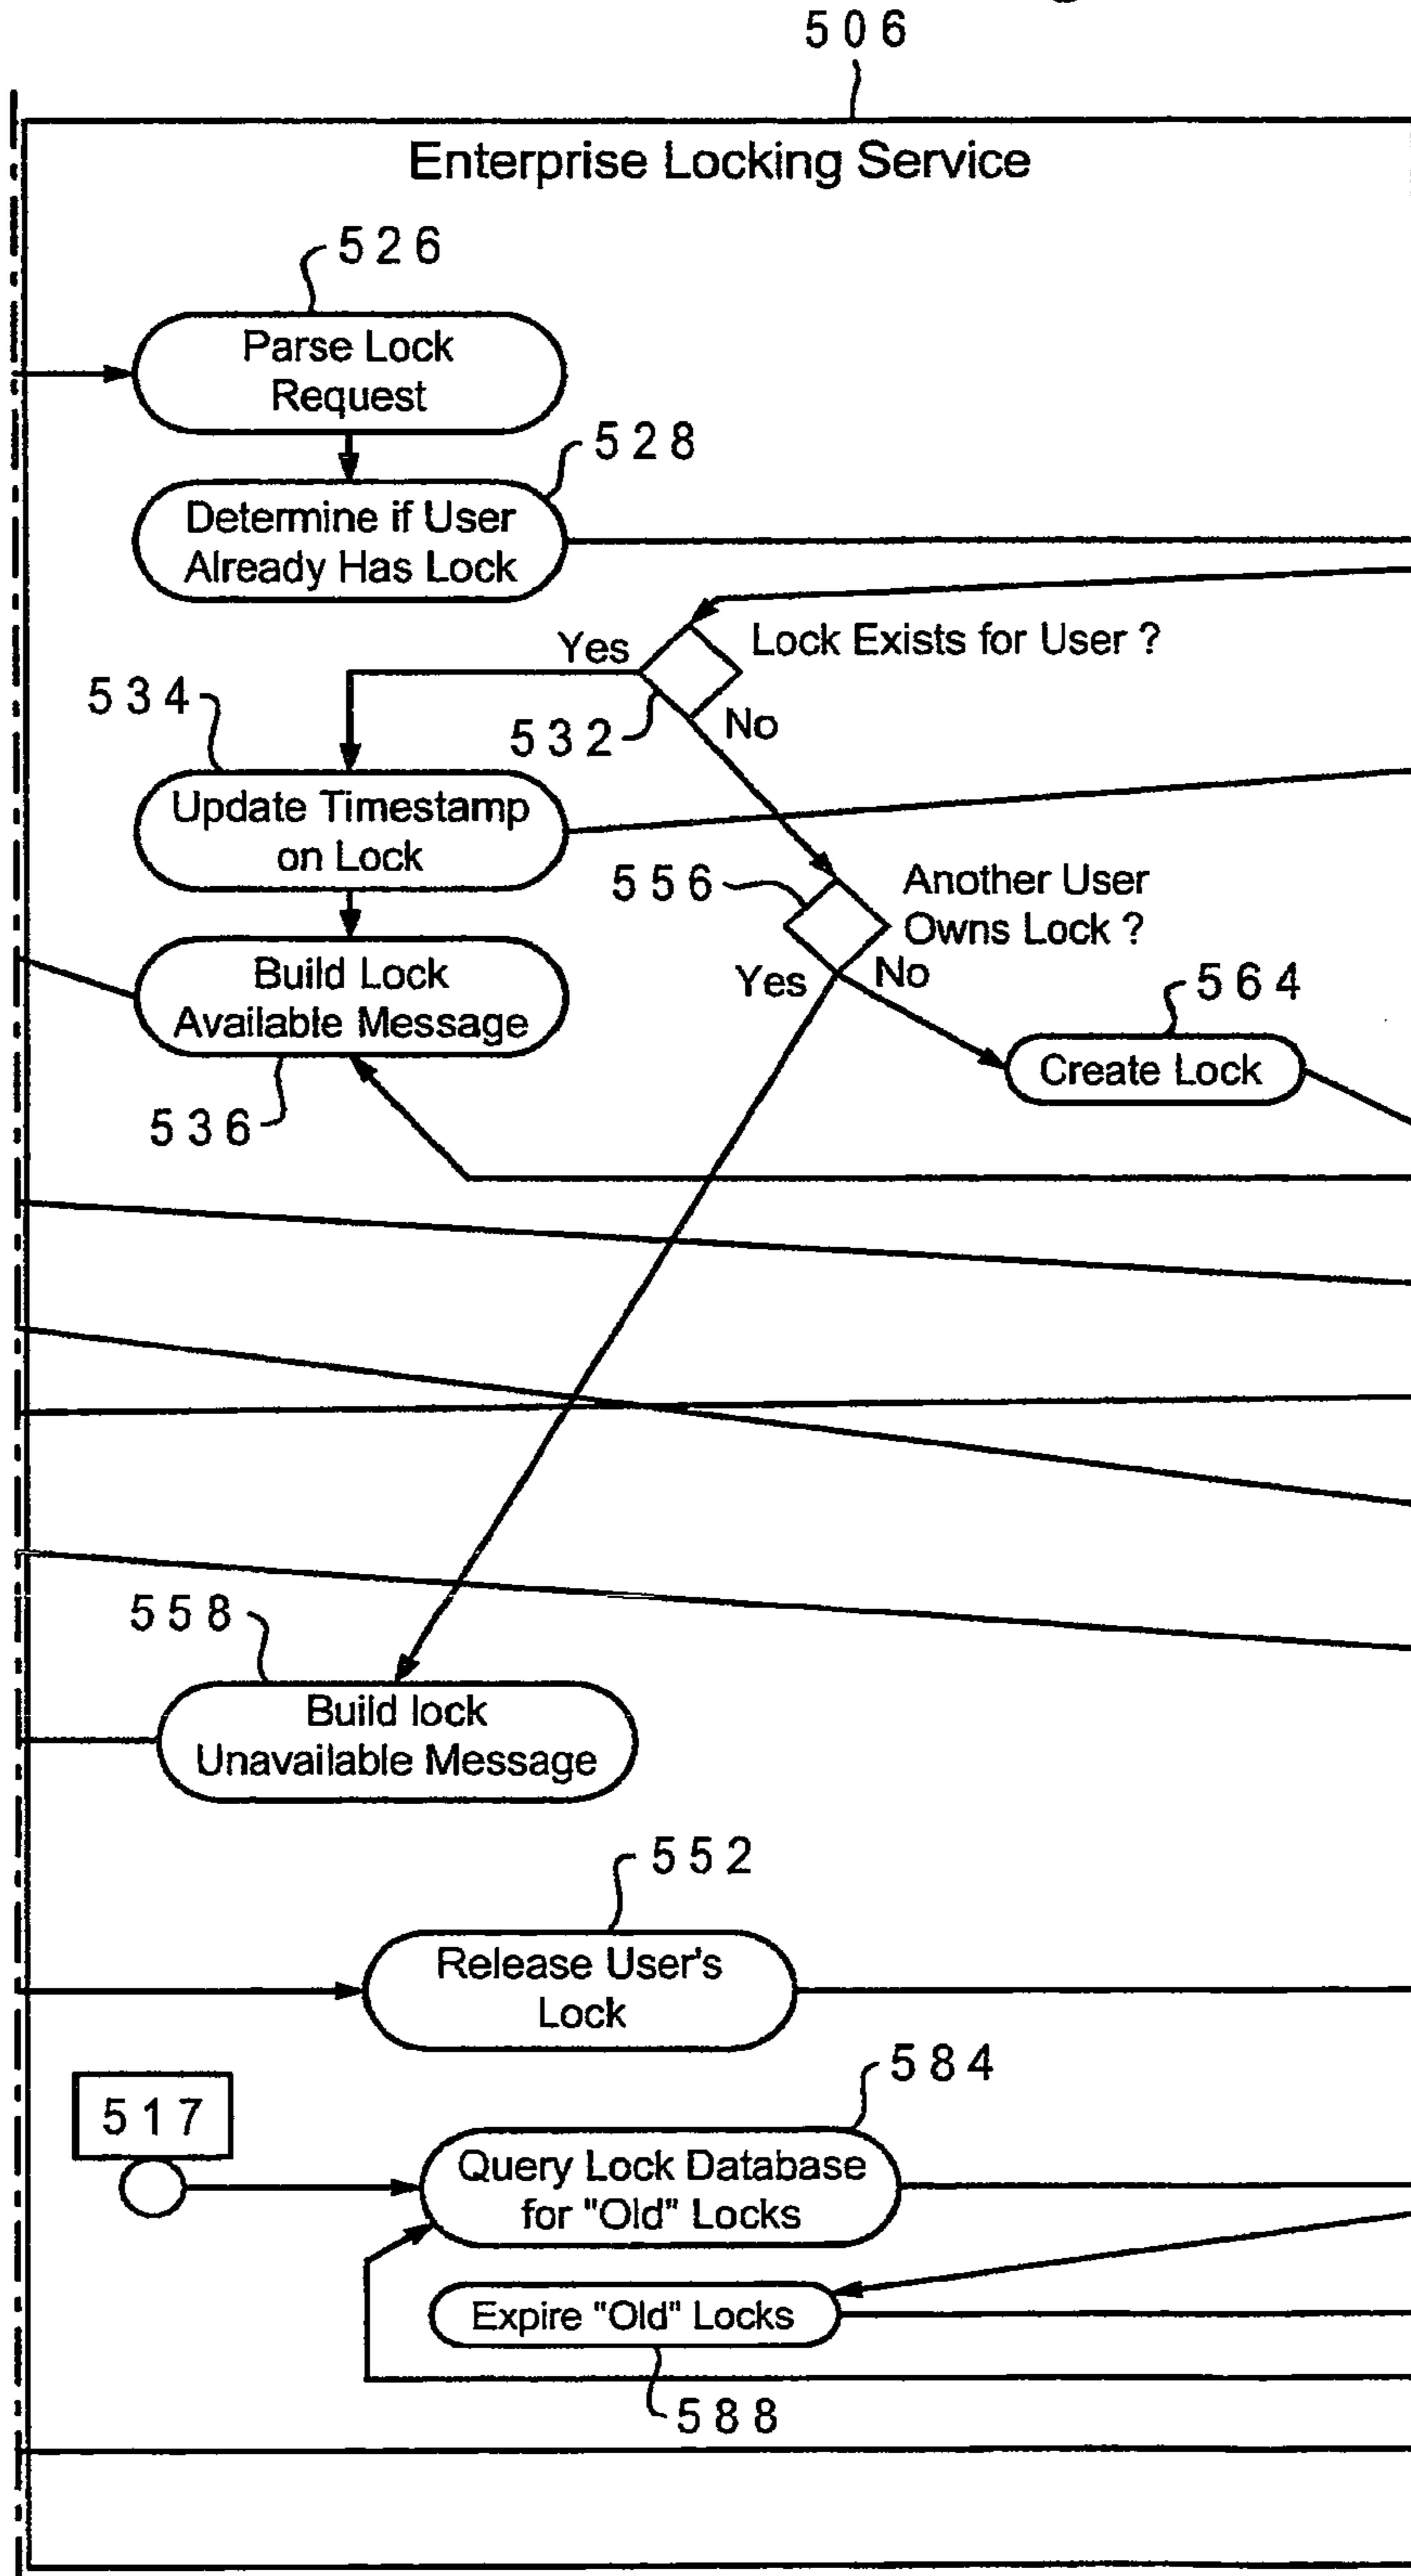 506
Enterprise Locking Service
526
Parse Lock
Request
528
Determine if User
Already Has Lock
Yes
Lock Exists for User ?
534
532
No
Update Timestamp
on Lock
556
Another User
Owns Lock ?
Build Lock
Available Message
Yes
No
564
Create Lock
536
558
Build lock
Unavailable Message
552
Release User's
Lock
584
517
Query Lock Database
for "Old" Locks
Expire "Old" Locks
588